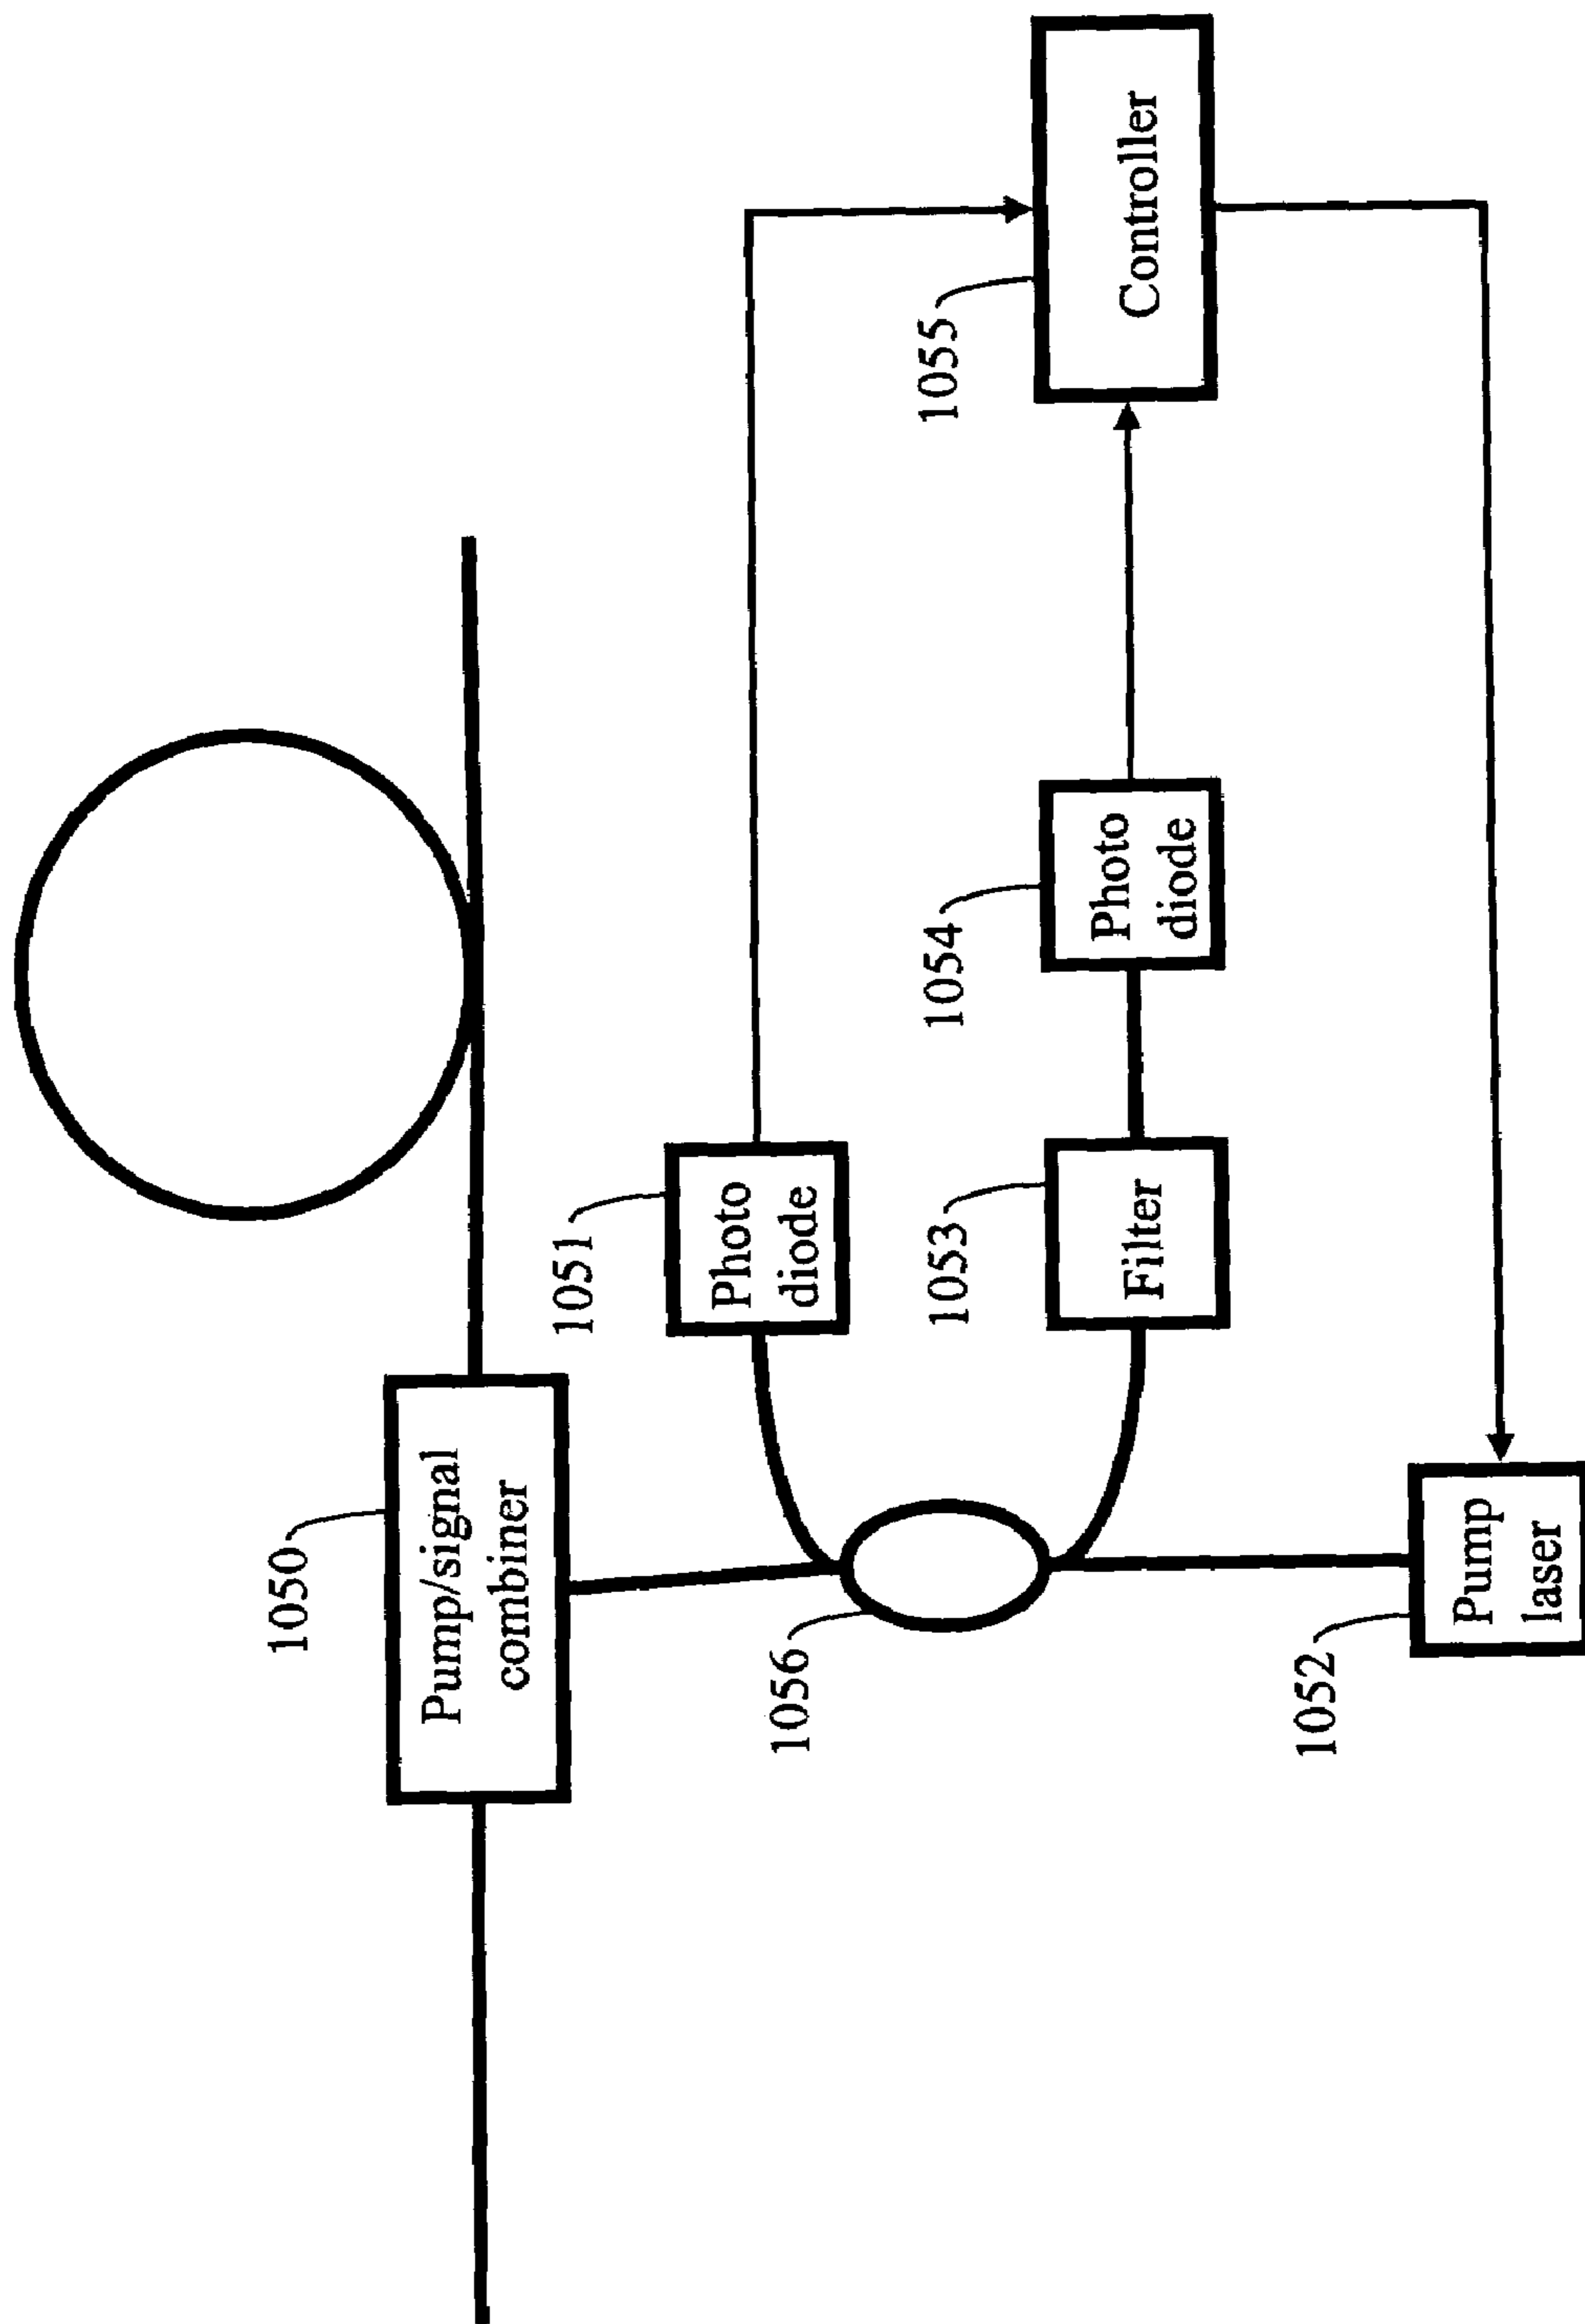 1050
Pump/signal
combiner
1051
Photo
diode
1056
1053
Filter
1054
Photo
diode
1055
Controller
1052
Pump
laser